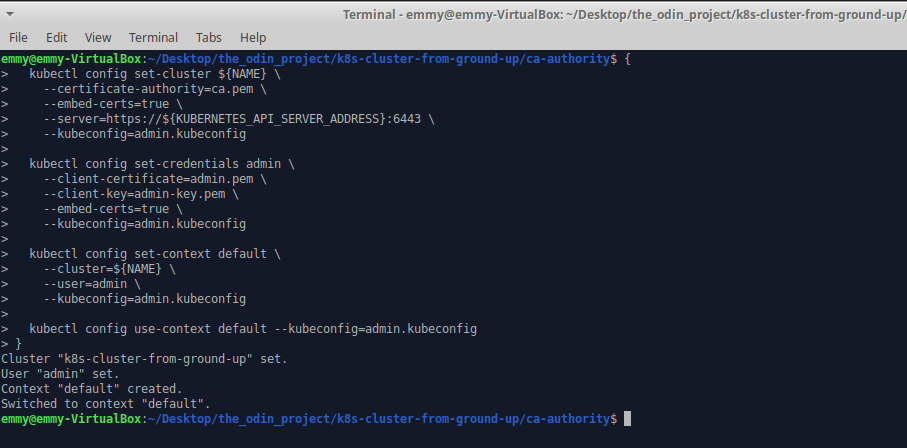 Terminal - emmy@emmy-VirtualBox: ~/Desktop/the_odin_project/k8s-cluster-from-ground-up/
File Edit View Terminal Tabs Help
emmy@emmy-VirtualBox:~/Desktop/the_odin_project/k8s-cluster-from-ground-up/ca-authority$ {
>   kubectl config set-cluster ${NAME} \
>     --certificate-authority=ca.pem \
>     --embed-certs=true \
>     --server=https://${KUBERNETES_API_SERVER_ADDRESS}:6443 \
>     --kubeconfig=admin.kubeconfig
>
>   kubectl config set-credentials admin \
>     --client-certificate=admin.pem \
>     --client-key=admin-key.pem \
>     --embed-certs=true \
>     --kubeconfig=admin.kubeconfig
>
>   kubectl config set-context default \
>     --cluster=${NAME} \
>     --user=admin \
>     --kubeconfig=admin.kubeconfig
>
>   kubectl config use-context default --kubeconfig=admin.kubeconfig
> }
Cluster "k8s-cluster-from-ground-up" set.
User "admin" set.
Context "default" created.
Switched to context "default".
emmy@emmy-VirtualBox:~/Desktop/the_odin_project/k8s-cluster-from-ground-up/ca-authority$